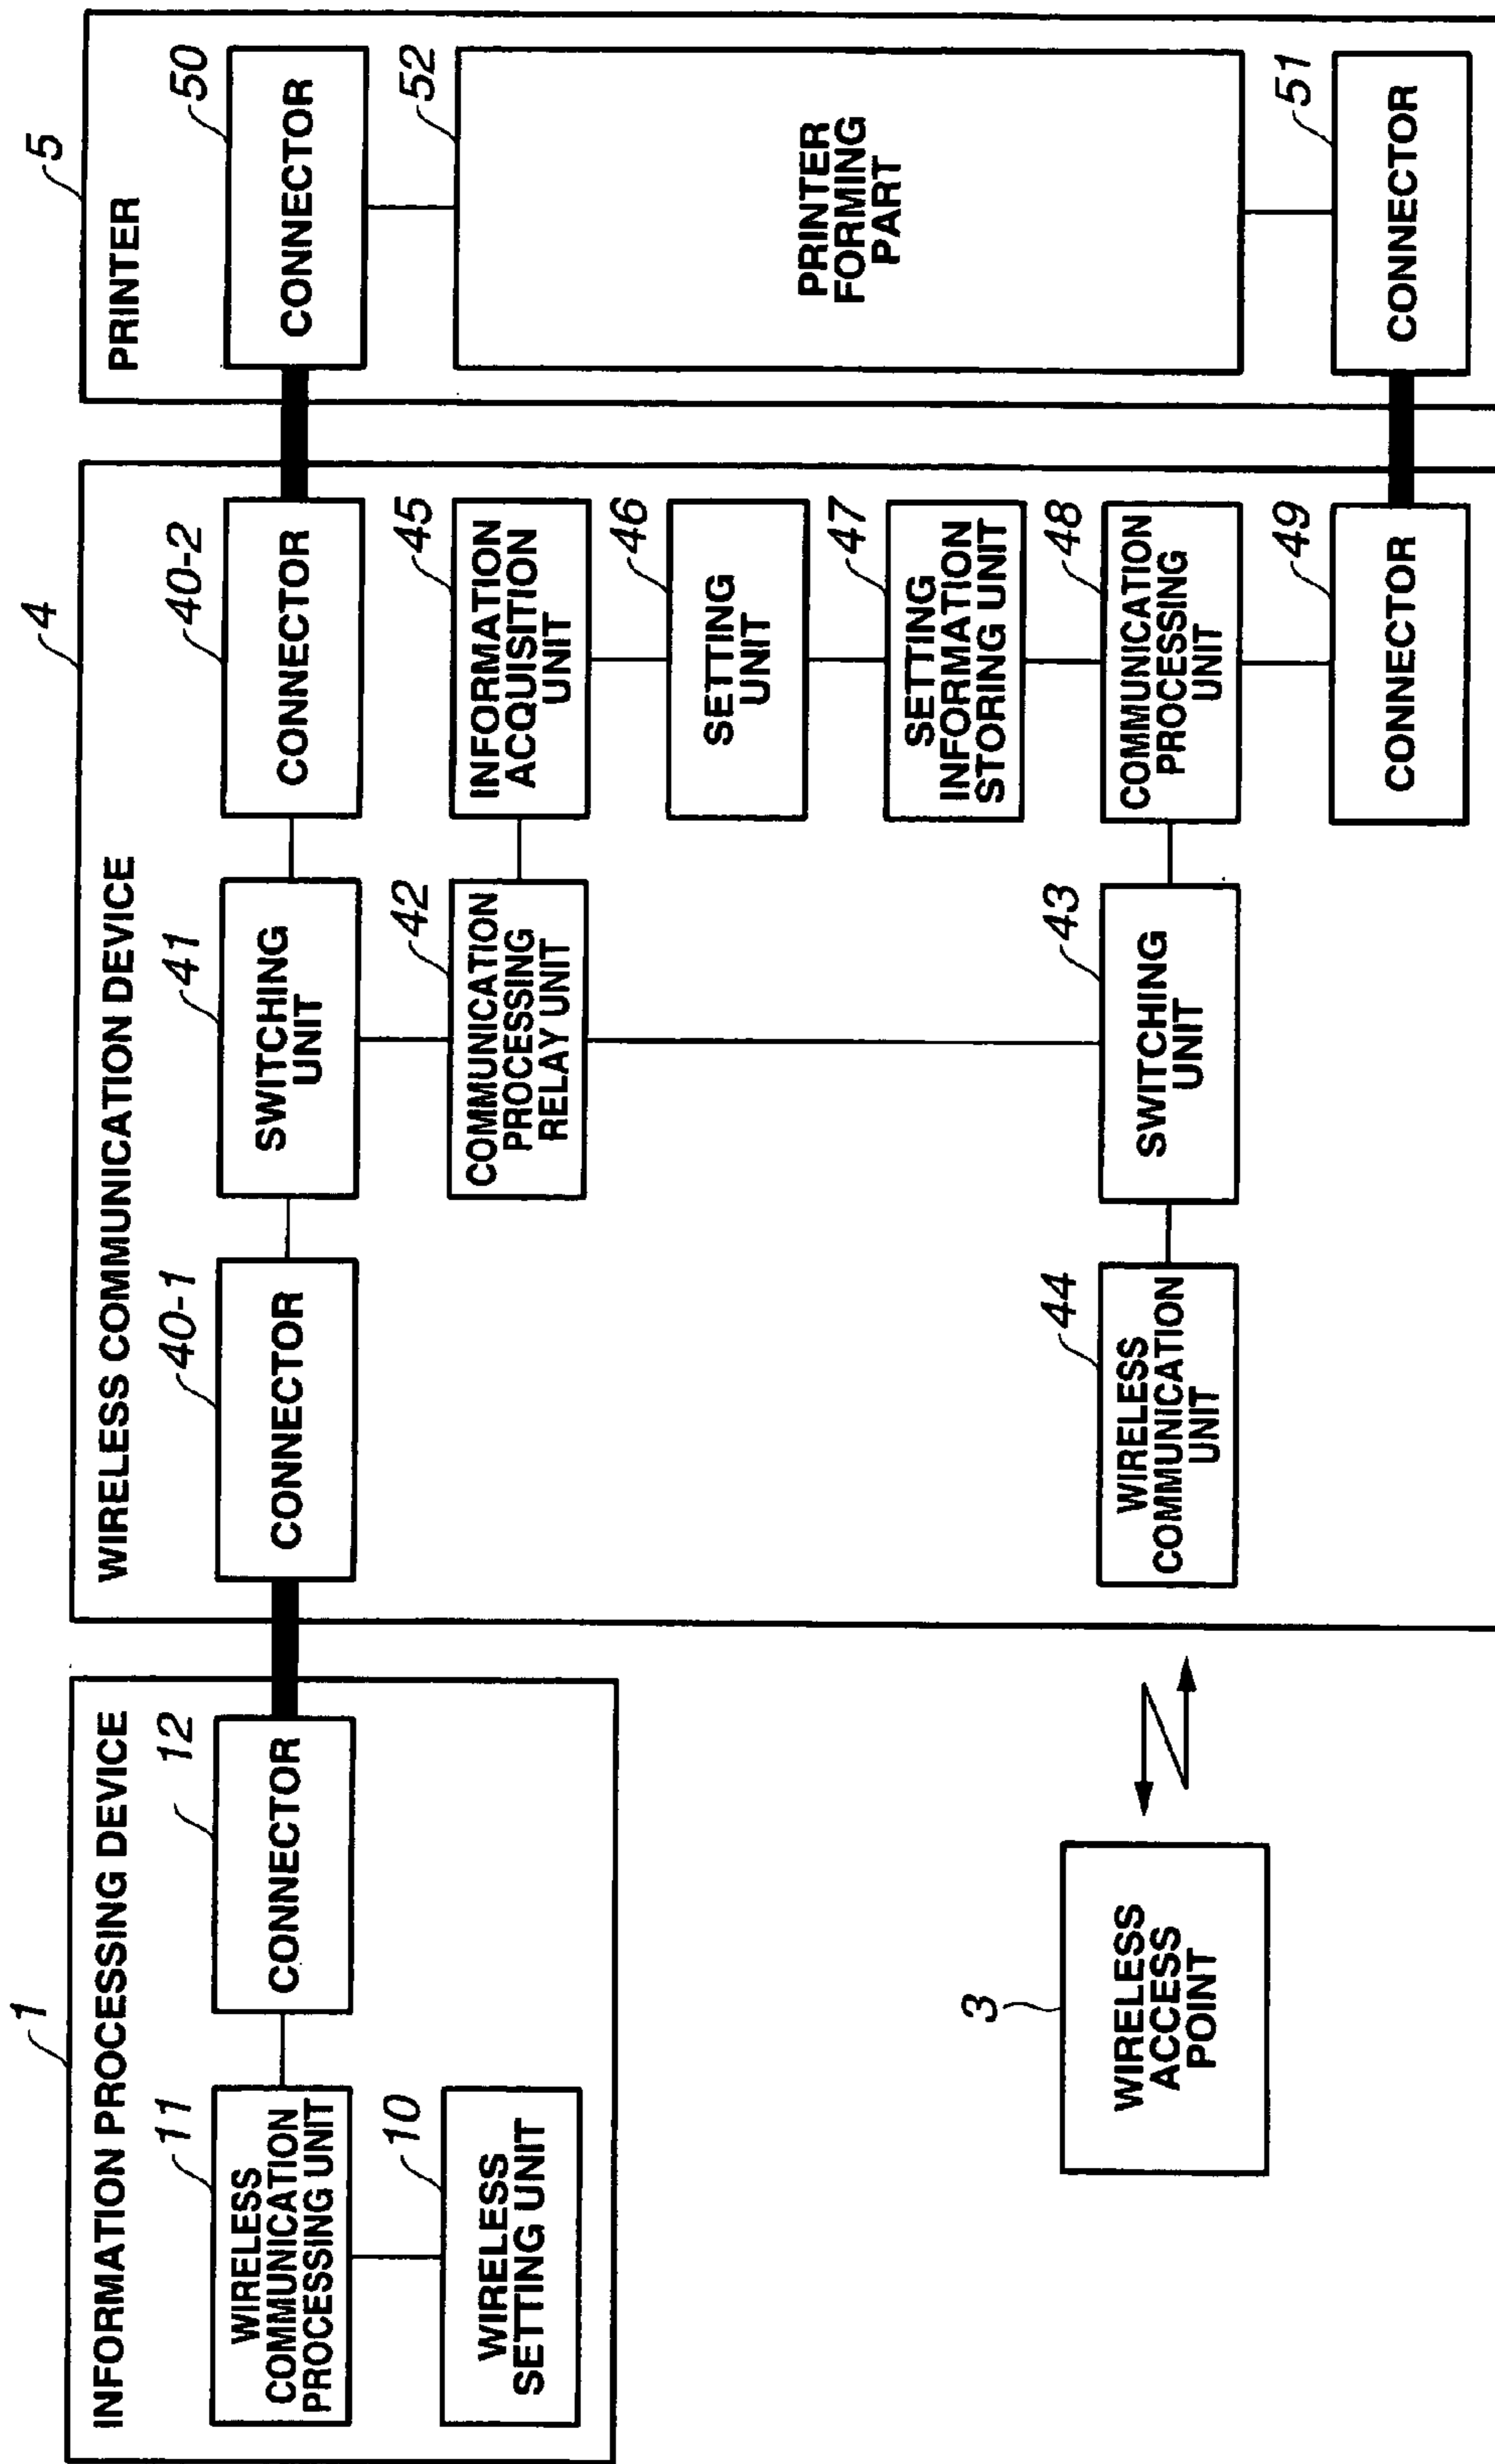 1
INFORMATION PROCESSING DEVICE
11
WIRELESS
COMMUNICATION
PROCESSING UNIT
12
CONNECTOR
10
WIRELESS
SETTING UNIT
3
WIRELESS
ACCESS
POINT
4
WIRELESS COMMUNICATION DEVICE
40-1
CONNECTOR
41
SWITCHING
UNIT
40-2
CONNECTOR
42
COMMUNICATION
PROCESSING
RELAY UNIT
45
INFORMATION
ACQUISITION
UNIT
46
SETTING
UNIT
47
SETTING
INFORMATION
STORING UNIT
44
WIRELESS
COMMUNICATION
UNIT
43
SWITCHING
UNIT
48
COMMUNICATION
PROCESSING
UNIT
49
CONNECTOR
5
PRINTER
50
CONNECTOR
52
PRINTER
FORMING
PART
51
CONNECTOR